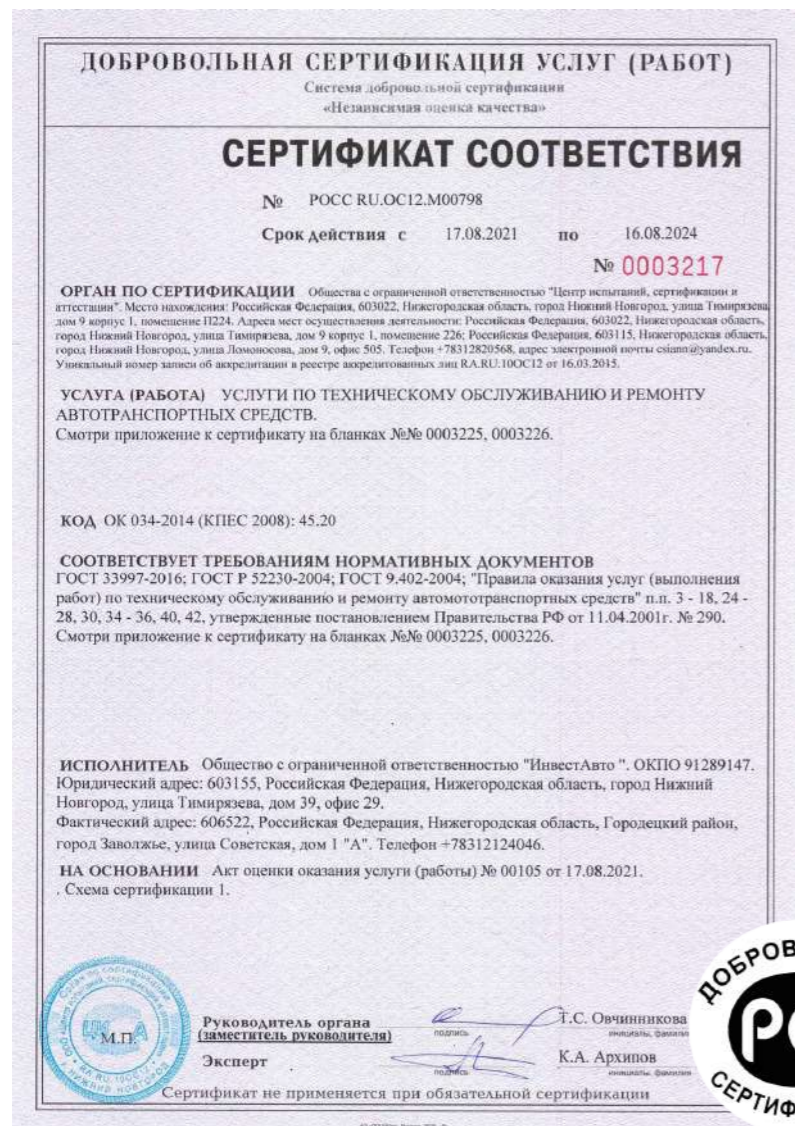 ДОБРОВОЛЬНАЯ СЕРТИФИКАЦИЯ УСЛУГ (РАБОТ)
Система добровольной сертификации
«Независимая оценка качества»
СЕРТИФИКАТ СООТВЕТСТВИЯ
№ РОСС RU.ОС12.М00798
Срок действия с 17.08.2021 по 16.08.2024
№ 0003217
ОРГАН ПО СЕРТИФИКАЦИИ Общества с ограниченной ответственностью "Центр испытаний, сертификации и
аттестации". Место нахождения: Российская Федерация, 603022, Нижегородская область, город Нижний Новгород, улица Тимирязева,
дом 9 корпус 1, помещение П224. Адреса мест осуществления деятельности: Российская Федерация, 603022, Нижегородская область,
город Нижний Новгород, улица Тимирязева, дом 9 корпус 1, помещение 226; Российская Федерация, 603115, Нижегородская область,
город Нижний Новгород, улица Ломоносова, дом 9, офис 505. Телефон +78312820568, адрес электронной почты csiann@yandex.ru.
Уникальный номер записи об аккредитации в реестре аккредитованных лиц RA.RU.10ОС12 от 16.03.2015.
УСЛУГА (РАБОТА) УСЛУГИ ПО ТЕХНИЧЕСКОМУ ОБСЛУЖИВАНИЮ И РЕМОНТУ
АВТОТРАНСПОРТНЫХ СРЕДСТВ.
Смотри приложение к сертификату на бланках №№ 0003225, 0003226.
КОД ОК 034-2014 (КПЕС 2008): 45.20
СООТВЕТСТВУЕТ ТРЕБОВАНИЯМ НОРМАТИВНЫХ ДОКУМЕНТОВ
ГОСТ 33997-2016; ГОСТ Р 52230-2004; ГОСТ 9.402-2004; "Правила оказания услуг (выполнения
работ) по техническому обслуживанию и ремонту автомототранспортных средств" п.п. 3 - 18, 24 -
28, 30, 34 - 36, 40, 42, утвержденные постановлением Правительства РФ от 11.04.2001г. № 290.
Смотри приложение к сертификату на бланках №№ 0003225, 0003226.
ИСПОЛНИТЕЛЬ Общество с ограниченной ответственностью "ИнвестАвто ". ОКПО 91289147.
Юридический адрес: 603155, Российская Федерация, Нижегородская область, город Нижний
Новгород, улица Тимирязева, дом 39, офис 29.
Фактический адрес: 606522, Российская Федерация, Нижегородская область, Городецкий район,
город Заволжье, улица Советская, дом 1 "А". Телефон +78312124046.
НА ОСНОВАНИИ Акт оценки оказания услуги (работы) № 00105 от 17.08.2021.
. Схема сертификации 1.
М.П.
Руководитель органа
(заместитель руководителя)
подпись
Т.С. Овчинникова
инициалы, фамилия
Эксперт
подпись
К.А. Архипов
инициалы, фамилия
Сертификат не применяется при обязательной сертификации